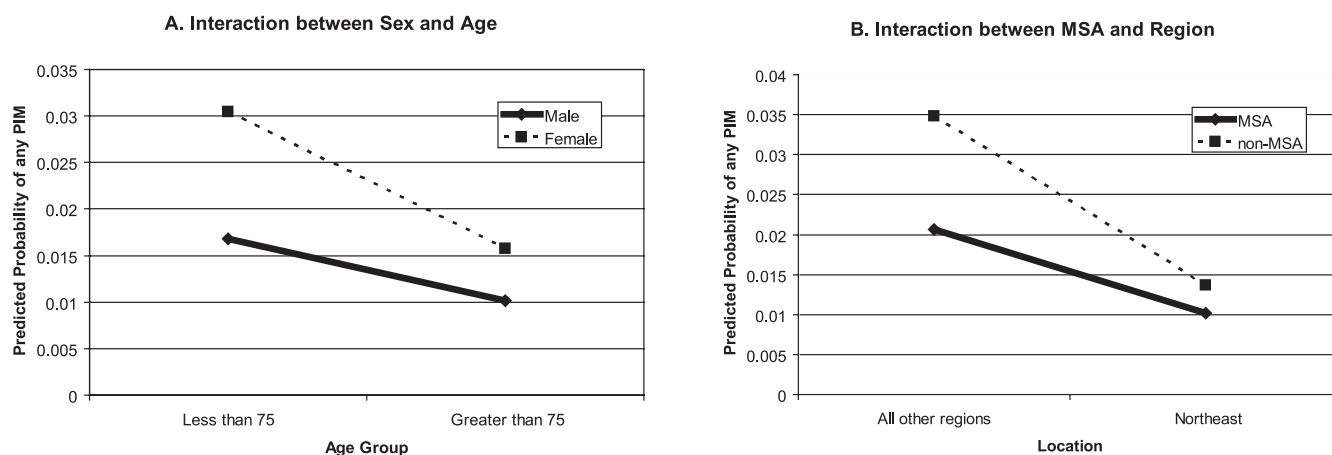 A. Interaction between Sex and Age
Predicted Probability of any PIM
0.035
0.03
0.025
0.02
0.015
0.01
0.005
0
Male
Female
Less than 75
Greater than 75
Age Group
B. Interaction between MSA and Region
Predicted Probability of any PIM
0.04
0.035
0.03
0.025
0.02
0.015
0.01
0.005
0
MSA
non-MSA
All other regions
Northeast
Location